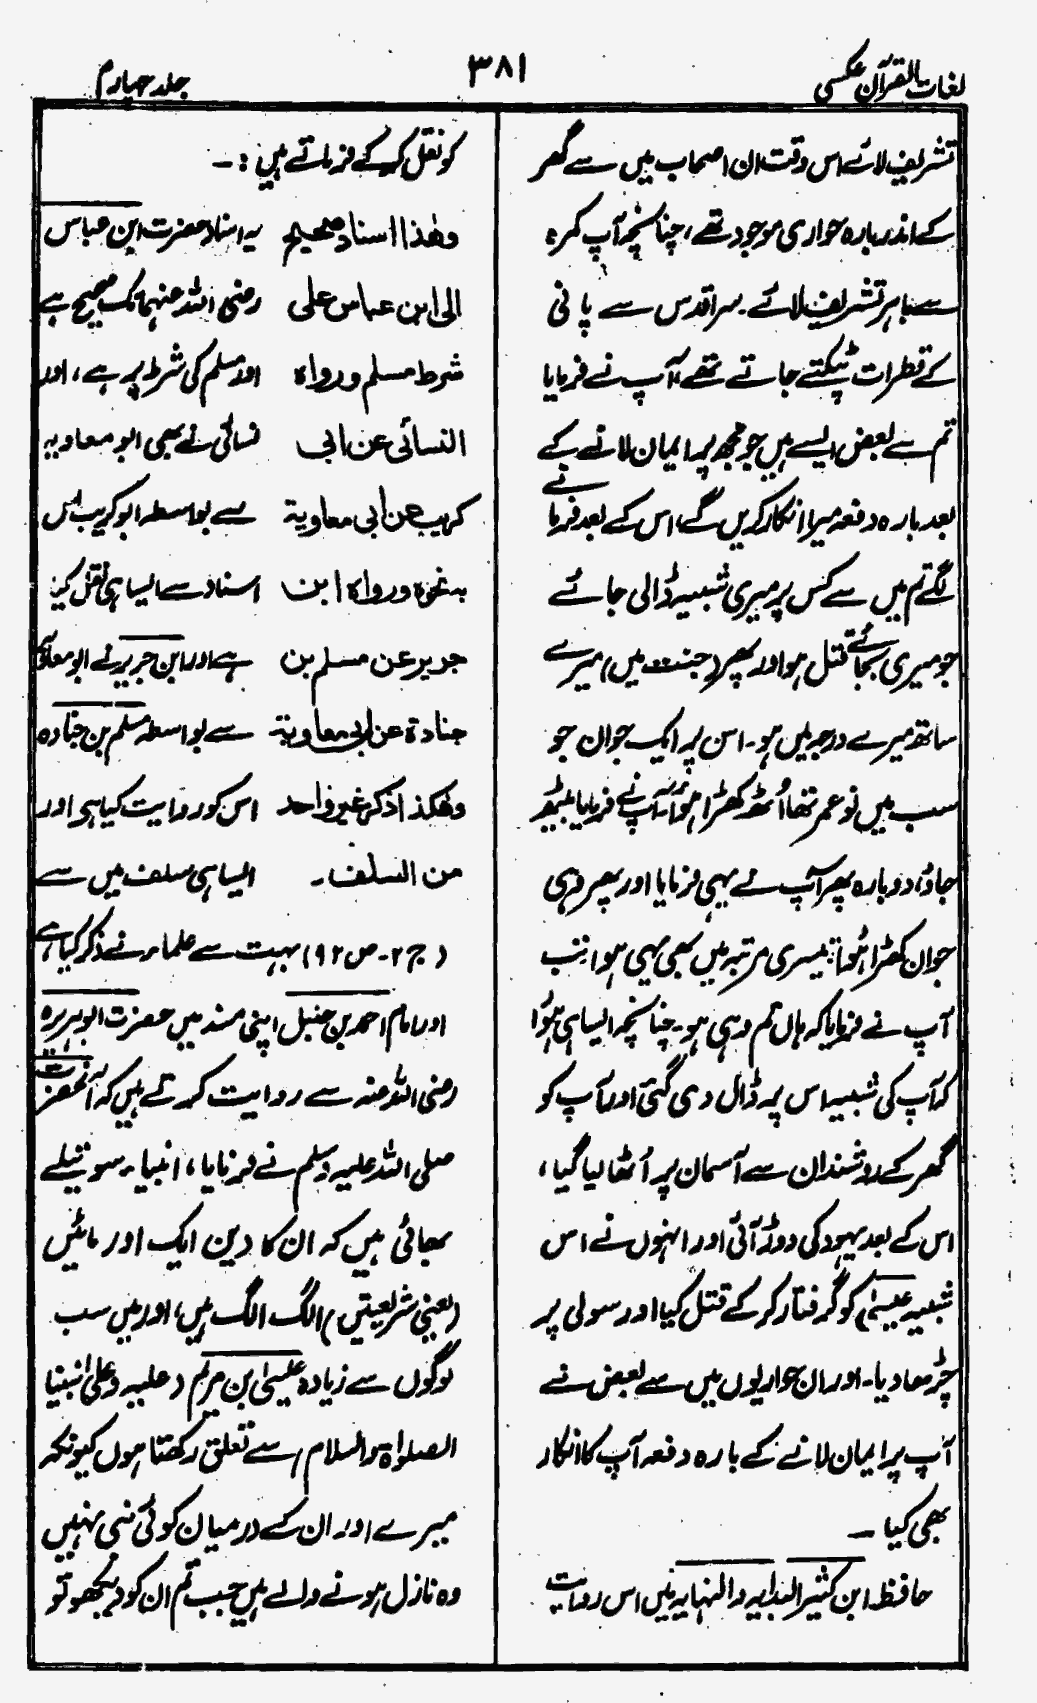 لغات القرآن عکسی
۳۸۱
جلد چہارم
تشریف لائے اس وقت ان اصحاب میں سے گھر
کے اندر بارہ حواری موجود تھے، چنانچہ آپ کمرہ
سے باہر تشریف لائے۔ سر اقدس سے پانی
کے قطرات ٹپکتے جاتے تھے، آپ نے فرمایا
تم سے بعض ایسے ہیں جو مجھ پر ایمان لانے کے
بعد بارہ دفعہ میرا انکار کریں گے، اس کے بعد فرمانے
لگے تم میں سے کس پر میری شبیہ ڈالی جائے
جو میری بجائے قتل ہو اور پھر (جنت میں) میرے
ساتھ میرے درجہ میں ہو۔ اس پر ایک جوان جو
سب میں نوعمر تھا اُٹھ کھڑا ہوا، آپ نے فرمایا بیٹھ
جاؤ، دوبارہ پھر آپ نے یہی فرمایا اور پھر وہی
جوان کھڑا ہوا، تیسری مرتبہ میں بھی یہی ہوا، تب
آپ نے فرمایا کہ ہاں تم وہی ہو۔ چنانچہ ایسا ہی ہوا
کہ آپ کی شبیہ اس پر ڈال دی گئی اور آپ کو
گھر کے روشندان سے آسمان پر اُٹھا لیا گیا،
اس کے بعد یہود کی دوڑ آئی اور انہوں نے اس
شبیہ عیسیٰ کو گرفتار کر کے قتل کیا اور سولی پر
چڑھا دیا۔ اور ان حواریوں میں سے بعض نے
آپ پر ایمان لانے کے بارہ دفعہ آپ کا انکار
بھی کیا ۔
حافظ ابن کثیر البدایہ والنہایہ میں اس روایت
کو نقل کر کے فرماتے ہیں :۔
وھٰذا اسناد صحیح
الی ابن عباس علی
شرط مسلم ورواہ
النسائی عن ابی
کریب عن ابی معاویۃ
بہ نحوہ ورواہ ابن
جریر عن مسلم بن
جنادۃ عن ابی معاویۃ
وھکذا ذکرہ غیر واحد
من السلف۔
یہ اسناد حضرت ابن عباس
رضی اللہ عنہما تک صحیح ہے
اور مسلم کی شرط پر ہے، اور
نسائی نے بھی ابو معاویہ
سے بواسطہ ابو کریب اس
اسناد سے ایسا ہی نقل کیا
ہے اور ابن جریر نے ابو معاویہ
سے بواسطہ مسلم بن جنادہ
اس کو روایت کیا ہی اور
ایسا ہی سلف میں سے
(ج ۲۔ ص ۹۲) بہت سے علماء نے ذکر کیا ہے
اور امام احمد بن حنبل اپنی مسند میں حضرت ابوہریرہ
رضی اللہ عنہ سے روایت کرتے ہیں کہ آنحضرت
صلی اللہ علیہ وسلم نے فرمایا، انبیاء سوتیلے
بھائی ہیں کہ ان کا دین ایک اور مائیں
(یعنی شریعتیں) الگ الگ ہیں، اور میں سب
لوگوں سے زیادہ عیسیٰ ابن مریم (علیہ وعلیٰ نبینا
الصلوٰۃ والسلام) سے تعلق رکھتا ہوں کیونکہ
میرے اور ان کے درمیان کوئی نبی نہیں
وہ نازل ہونے والے ہیں جب تم ان کو دیکھو تو